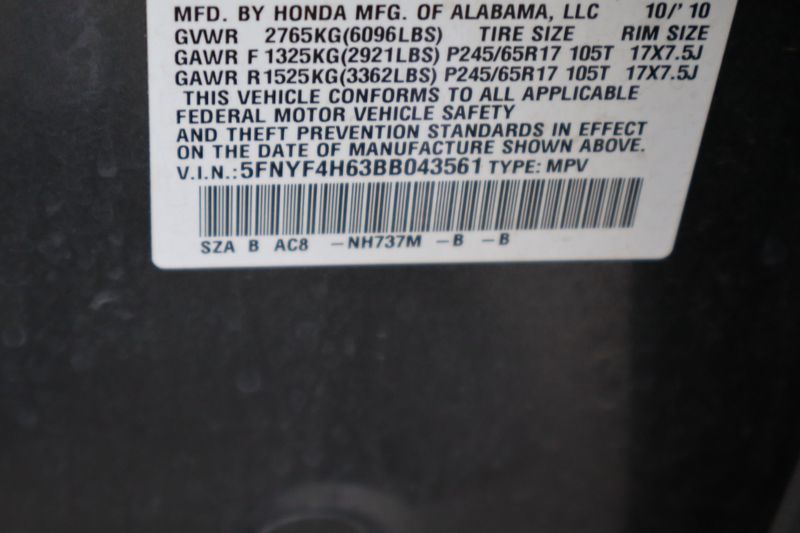 MFD. BY HONDA MFG. OF ALABAMA, LLC 10/'10
GVWR 2765KG(6096LBS) TIRE SIZE RIM SIZE
GAWR F 1325KG(2921LBS) P245/65R17 105T 17X7.5J
GAWR R1525KG(3362LBS) P245/65R17 105T 17X7.5J
THIS VEHICLE CONFORMS TO ALL APPLICABLE
FEDERAL MOTOR VEHICLE SAFETY
AND THEFT PREVENTION STANDARDS IN EFFECT
ON THE DATE OF MANUFACTURE SHOWN ABOVE.
V.I.N.:5FNYF4H63BB043561 TYPE: MPV
SZA B AC8 -NH737M -B -B